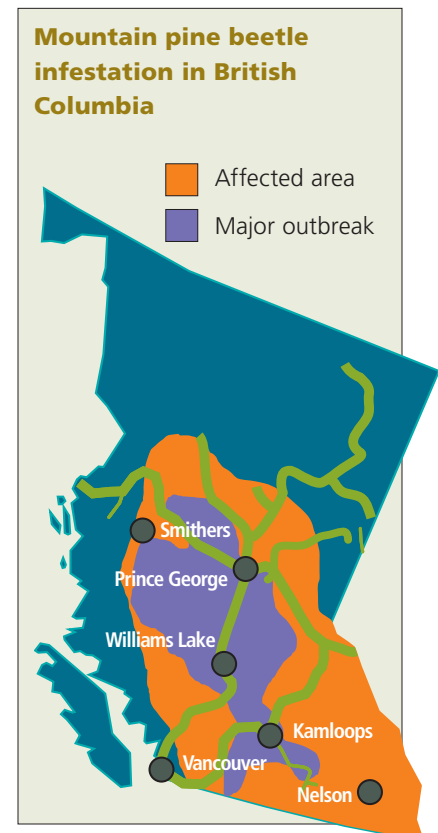 Mountain pine beetle
infestation in British
Columbia
Affected area
Major outbreak
Smithers
Prince George
Williams Lake
Kamloops
Vancouver
Nelson